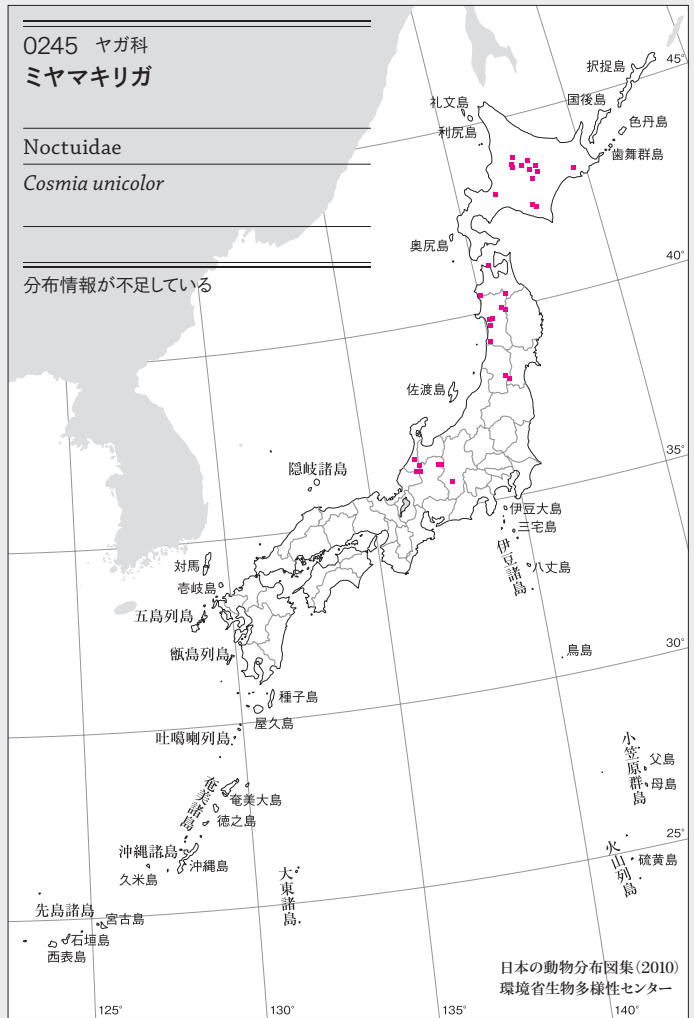 0245 ヤガ科
ミヤマキリガ
Noctuidae
Cosmia unicolor
分布情報が不足している
択捉島
45°
礼文島
国後島
利尻島
色丹島
歯舞群島
奥尻島
40°
佐渡島
35°
隠岐諸島
伊豆大島
三宅島
伊豆諸島
八丈島
対馬
壱岐島
五島列島
甑島列島
鳥島
30°
種子島
屋久島
吐噶喇列島
小笠原群島
父島
母島
奄美諸島
奄美大島
徳之島
25°
沖縄諸島
沖縄島
久米島
火山列島
硫黄島
大東諸島
先島諸島
宮古島
石垣島
西表島
日本の動物分布図集(2010)
環境省生物多様性センター
125°
130°
135°
140°